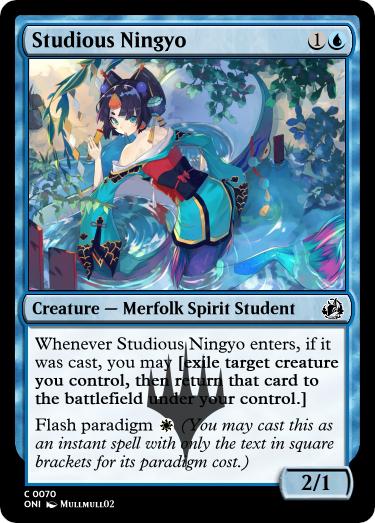 Studious Ningyo 1
Creature — Merfolk Spirit Student
Whenever Studious Ningyo enters, if it
was cast, you may [exile target creature
you control, then return that card to
the battlefield under your control.]
Flash paradigm (You may cast this as
an instant spell with only the text in square
brackets for its paradigm cost.)
2/1
C 0070
ONI Mullmull02